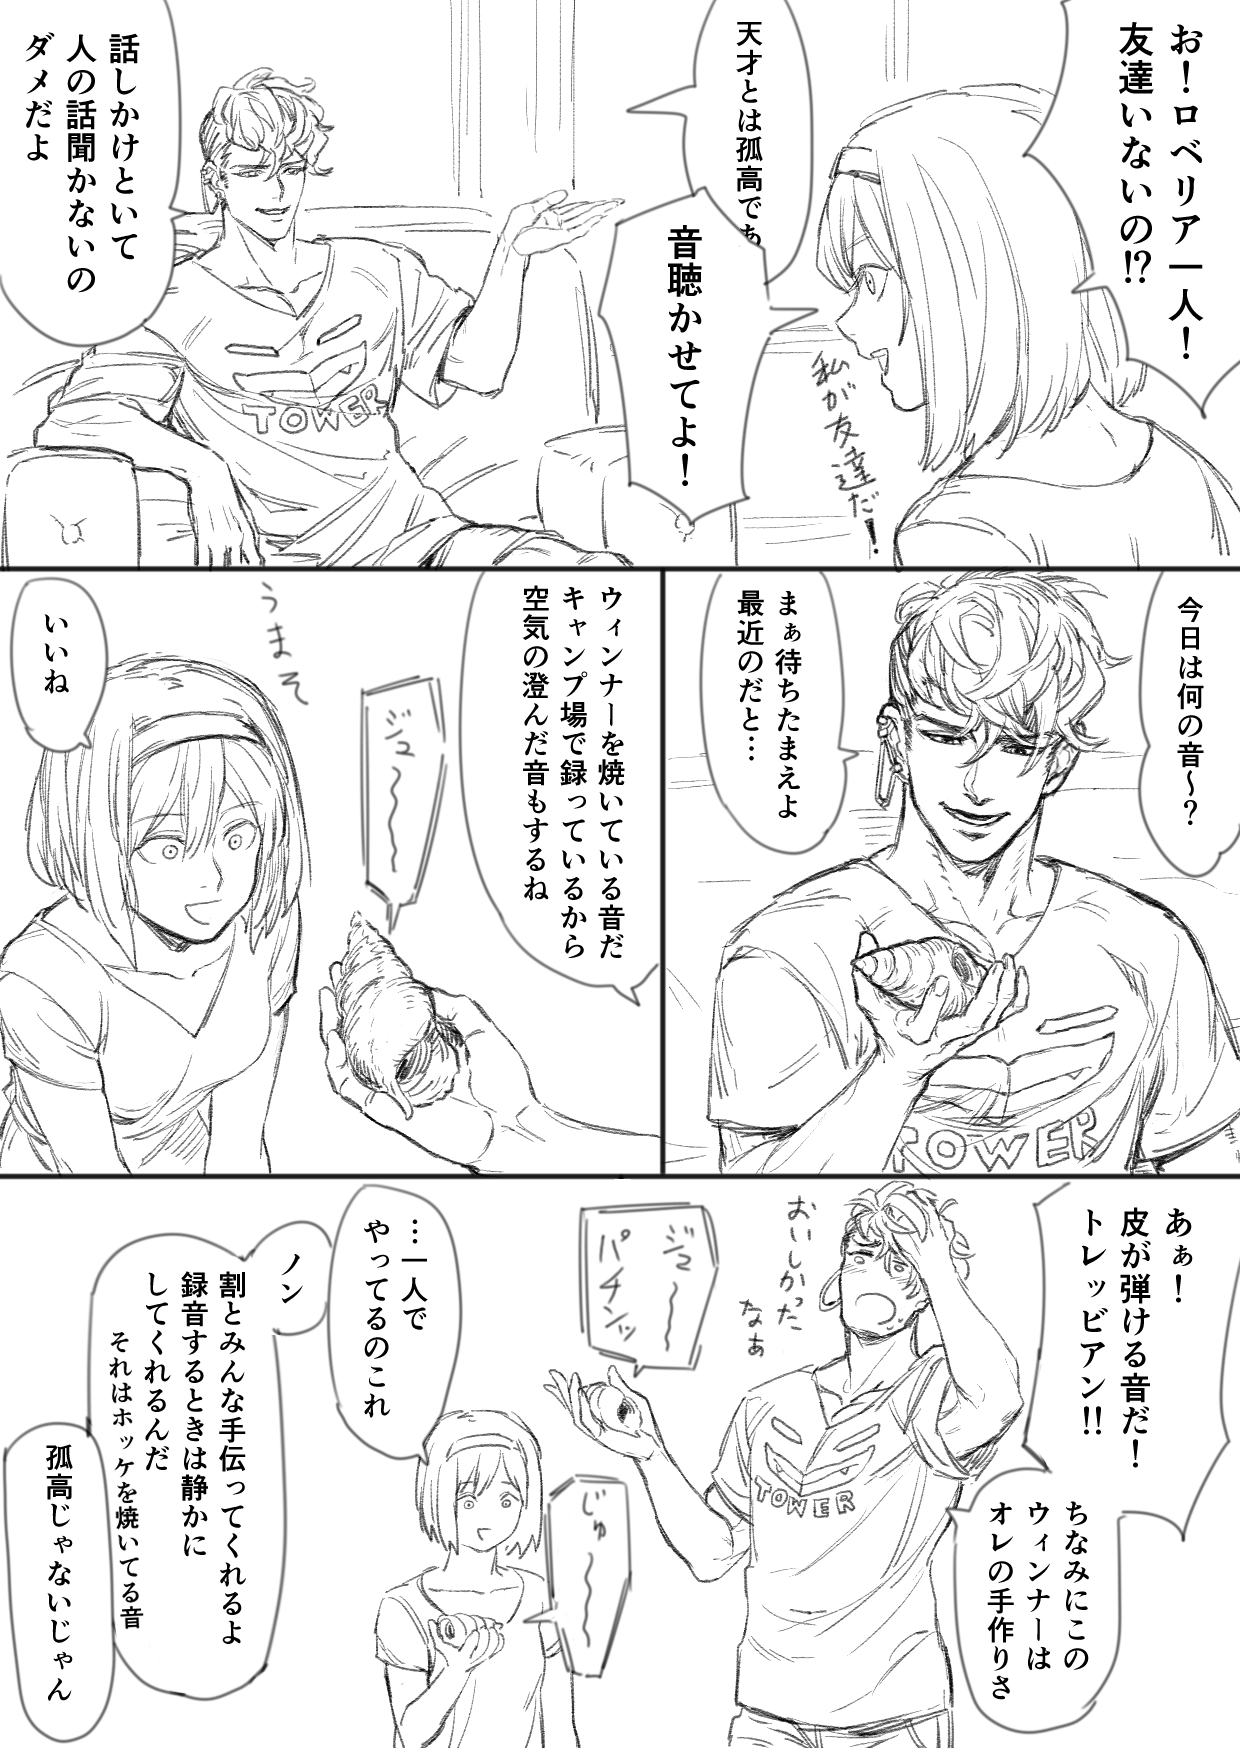 お！ロベリア一人！
友達いないの⁉
天才とは孤高であ
音聴かせてよ！
私が友達だ！
話しかけといて
人の話聞かないの
ダメだよ
TOWER
今日は何の音～？
まぁ待ちたまえよ
最近のだと…
TOWER
ウィンナーを焼いている音だ
キャンプ場で録っているから
空気の澄んだ音もするね
ジュ～～
うまそ
いいね
あぁ！
皮が弾ける音だ！
トレッビアン‼
ちなみにこの
ウィンナーは
オレの手作りさ
おいしかった
なぁ
ジュ～～
パチンッ
TOWER
…一人で
やってるのこれ
じゅ～～
ノン
割とみんな手伝ってくれるよ
録音するときは静かに
してくれるんだ
それはホッケを焼いてる音
孤高じゃないじゃん